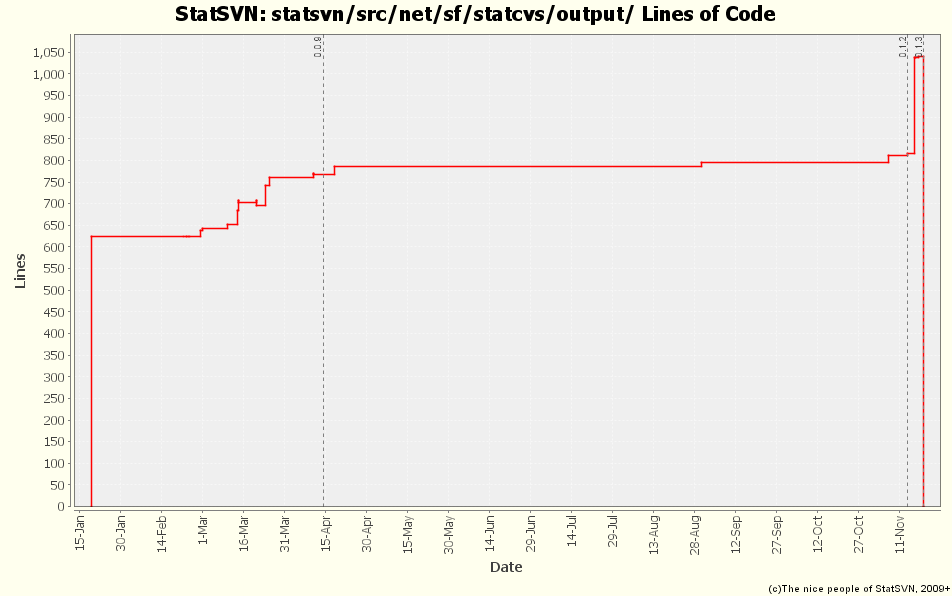 StatSVN: statsvn/src/net/sf/statcvs/output/ Lines of Code
0.0.9
0.1.2
0.1.3
1,050
1,000
950
900
850
800
750
700
650
600
550
500
450
400
350
300
250
200
150
100
50
0
Lines
15-Jan
30-Jan
14-Feb
1-Mar
16-Mar
31-Mar
15-Apr
30-Apr
15-May
30-May
14-Jun
29-Jun
14-Jul
29-Jul
13-Aug
28-Aug
12-Sep
27-Sep
12-Oct
27-Oct
11-Nov
Date
(c)The nice people of StatSVN, 2009+